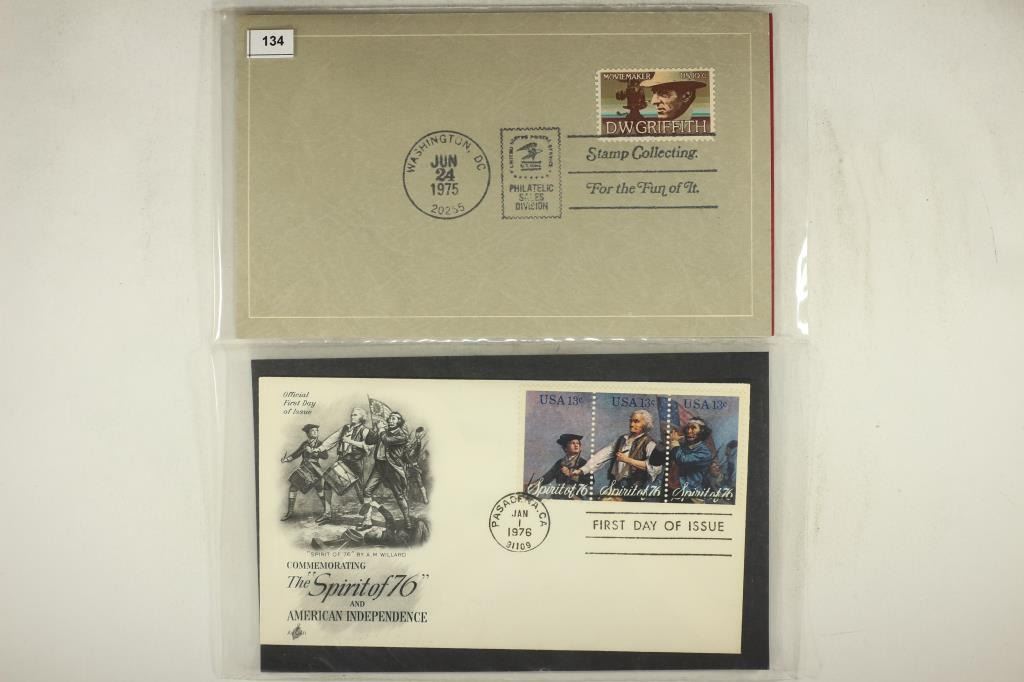 134
MOVIEMAKER US 10c
D.W. GRIFFITH
WASHINGTON, DC
JUN
24
1975
20255
PHILATELIC
SALES
DIVISION
Stamp Collecting.
For the Fun of It.
Official
First Day
of Issue
USA 13c
USA 13c
USA 13c
Spirit of 76
Spirit of 76
Spirit of 76
PASADENA, CA
JAN
1
1976
91109
FIRST DAY OF ISSUE
"SPIRIT OF 76" BY A. M. WILLARD
COMMEMORATING
The "Spirit of 76"
AND
AMERICAN INDEPENDENCE